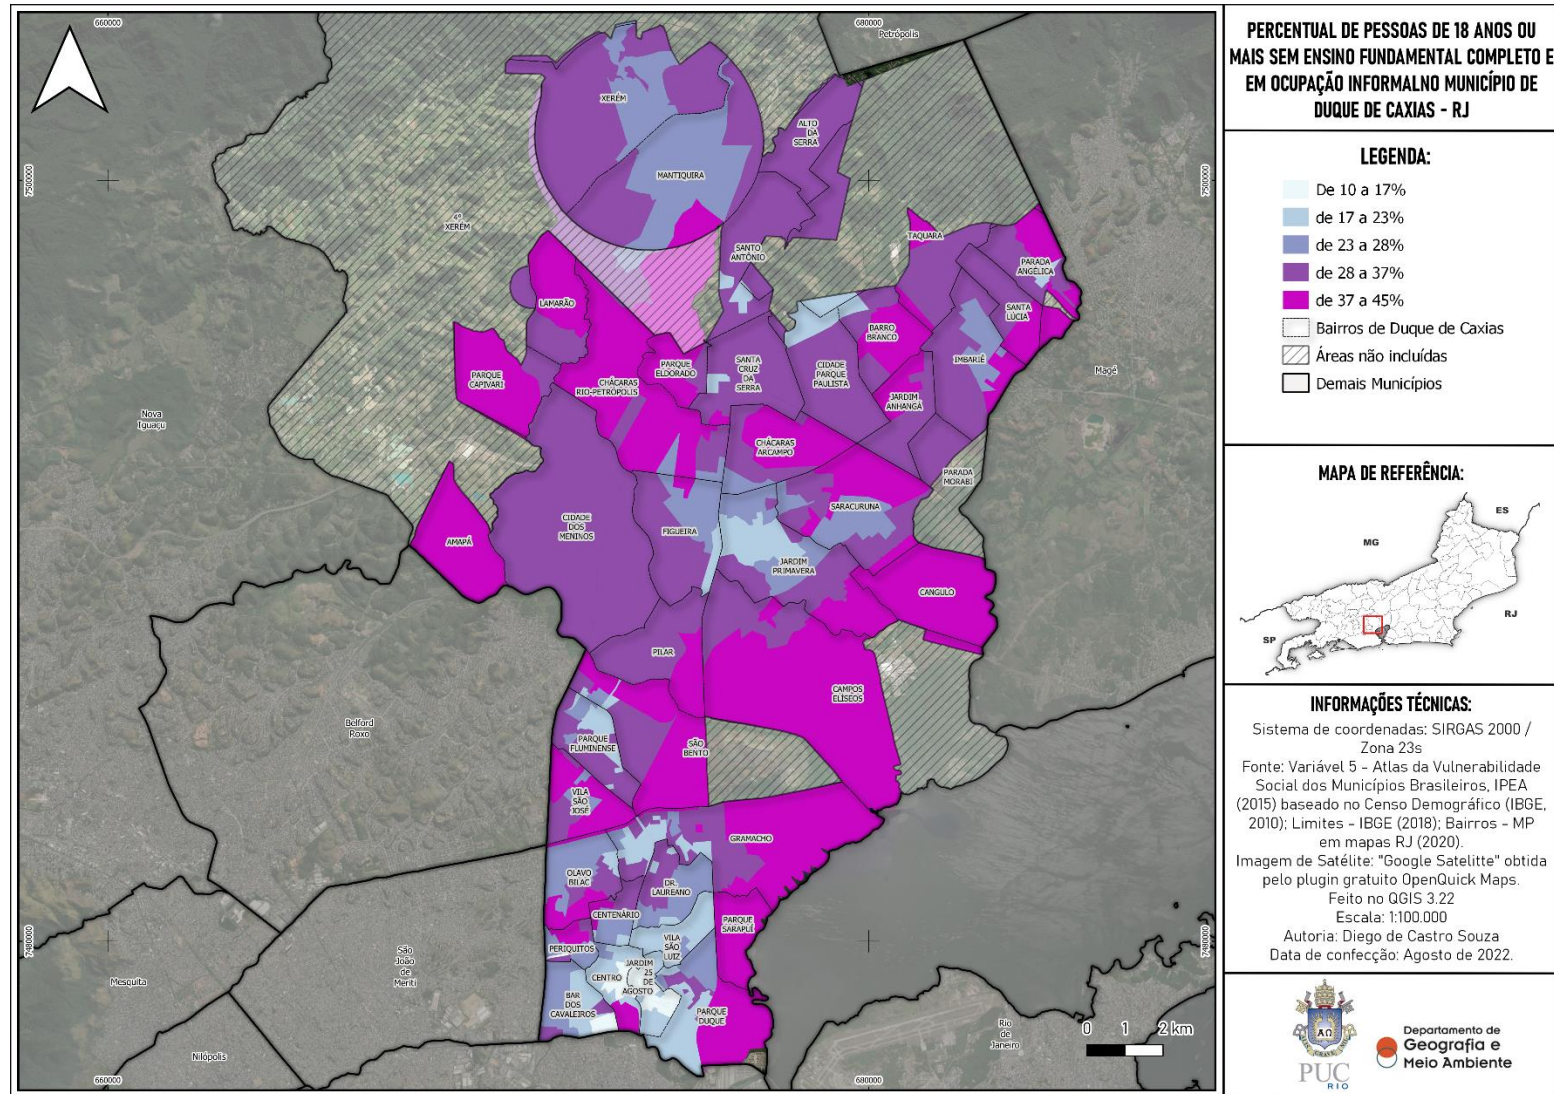 PERCENTUAL DE PESSOAS DE 18 ANOS OU
MAIS SEM ENSINO FUNDAMENTAL COMPLETO E
EM OCUPAÇÃO INFORMALNO MUNICÍPIO DE
DUQUE DE CAXIAS - RJ
LEGENDA:
De 10 a 17%
de 17 a 23%
de 23 a 28%
de 28 a 37%
de 37 a 45%
Bairros de Duque de Caxias
Áreas não incluídas
Demais Municípios
MAPA DE REFERÊNCIA:
ES
MG
RJ
SP
INFORMAÇÕES TÉCNICAS:
Sistema de coordenadas: SIRGAS 2000 /
Zona 23s
Fonte: Variável 5 - Atlas da Vulnerabilidade
Social dos Municípios Brasileiros, IPEA
(2015) baseado no Censo Demográfico (IBGE,
2010); Limites - IBGE (2018); Bairros - MP
em mapas RJ (2020).
Imagem de Satélite: "Google Satelitte" obtida
pelo plugin gratuito OpenQuick Maps.
Feito no QGIS 3.22
Escala: 1:100.000
Autoria: Diego de Castro Souza
Data de confecção: Agosto de 2022.
PUC
RIO
Departamento de
Geografia e
Meio Ambiente
660000
680000
Petrópolis
7500000
7500000
XERÉM
ALTO
DA
SERRA
MANTIQUIRA
4º
XERÉM
TAQUARA
SANTO
ANTÔNIO
PARADA
ANGÉLICA
LAMARÃO
SANTA
LÚCIA
BARRO
BRANCO
IMBARIÊ
PARQUE
CAPIVARI
CHÁCARAS
RIO-PETRÓPOLIS
PARQUE
ELDORADO
SANTA
CRUZ
DA
SERRA
CIDADE
PARQUE
PAULISTA
JARDIM
ANHANGÁ
Magé
Nova
Iguaçu
CHÁCARAS
ARCAMPO
PARADA
MORABI
SARACURUNA
CIDADE
DOS
MENINOS
FIGUEIRA
AMAPÁ
JARDIM
PRIMAVERA
CANGULO
PILAR
CAMPOS
ELÍSEOS
Belford
Roxo
PARQUE
FLUMINENSE
SÃO
BENTO
VILA
SÃO
JOSÉ
GRAMACHO
OLAVO
BILAC
DR.
LAUREANO
CENTENÁRIO
PARQUE
SARAPUÍ
7480000
7480000
PERIQUITOS
VILA
SÃO
LUIZ
São
João
de
Meriti
Mesquita
CENTRO
JARDIM
25
DE
AGOSTO
BAR
DOS
CAVALEIROS
PARQUE
DUQUE
Rio
de
Janeiro
Nilópolis
0 1 2 km
660000
680000